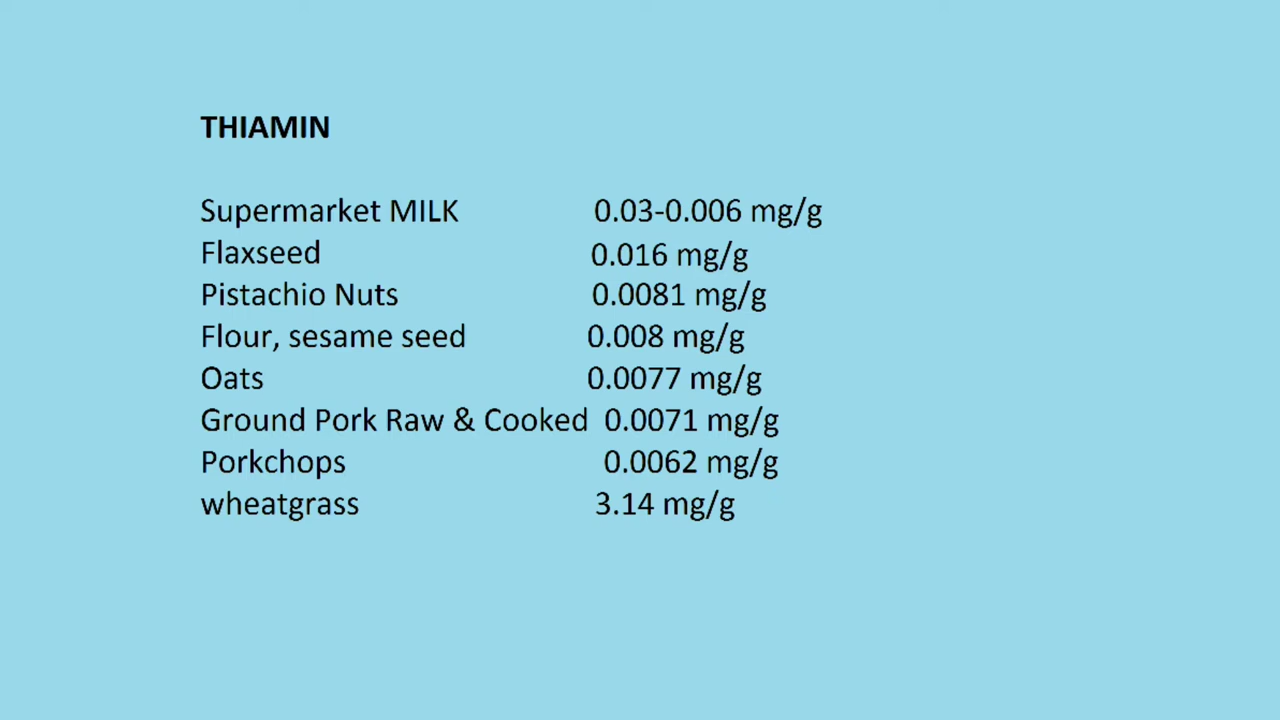 THIAMIN
Supermarket MILK 0.03-0.006 mg/g
Flaxseed 0.016 mg/g
Pistachio Nuts 0.0081 mg/g
Flour, sesame seed 0.008 mg/g
Oats 0.0077 mg/g
Ground Pork Raw & Cooked 0.0071 mg/g
Porkchops 0.0062 mg/g
wheatgrass 3.14 mg/g